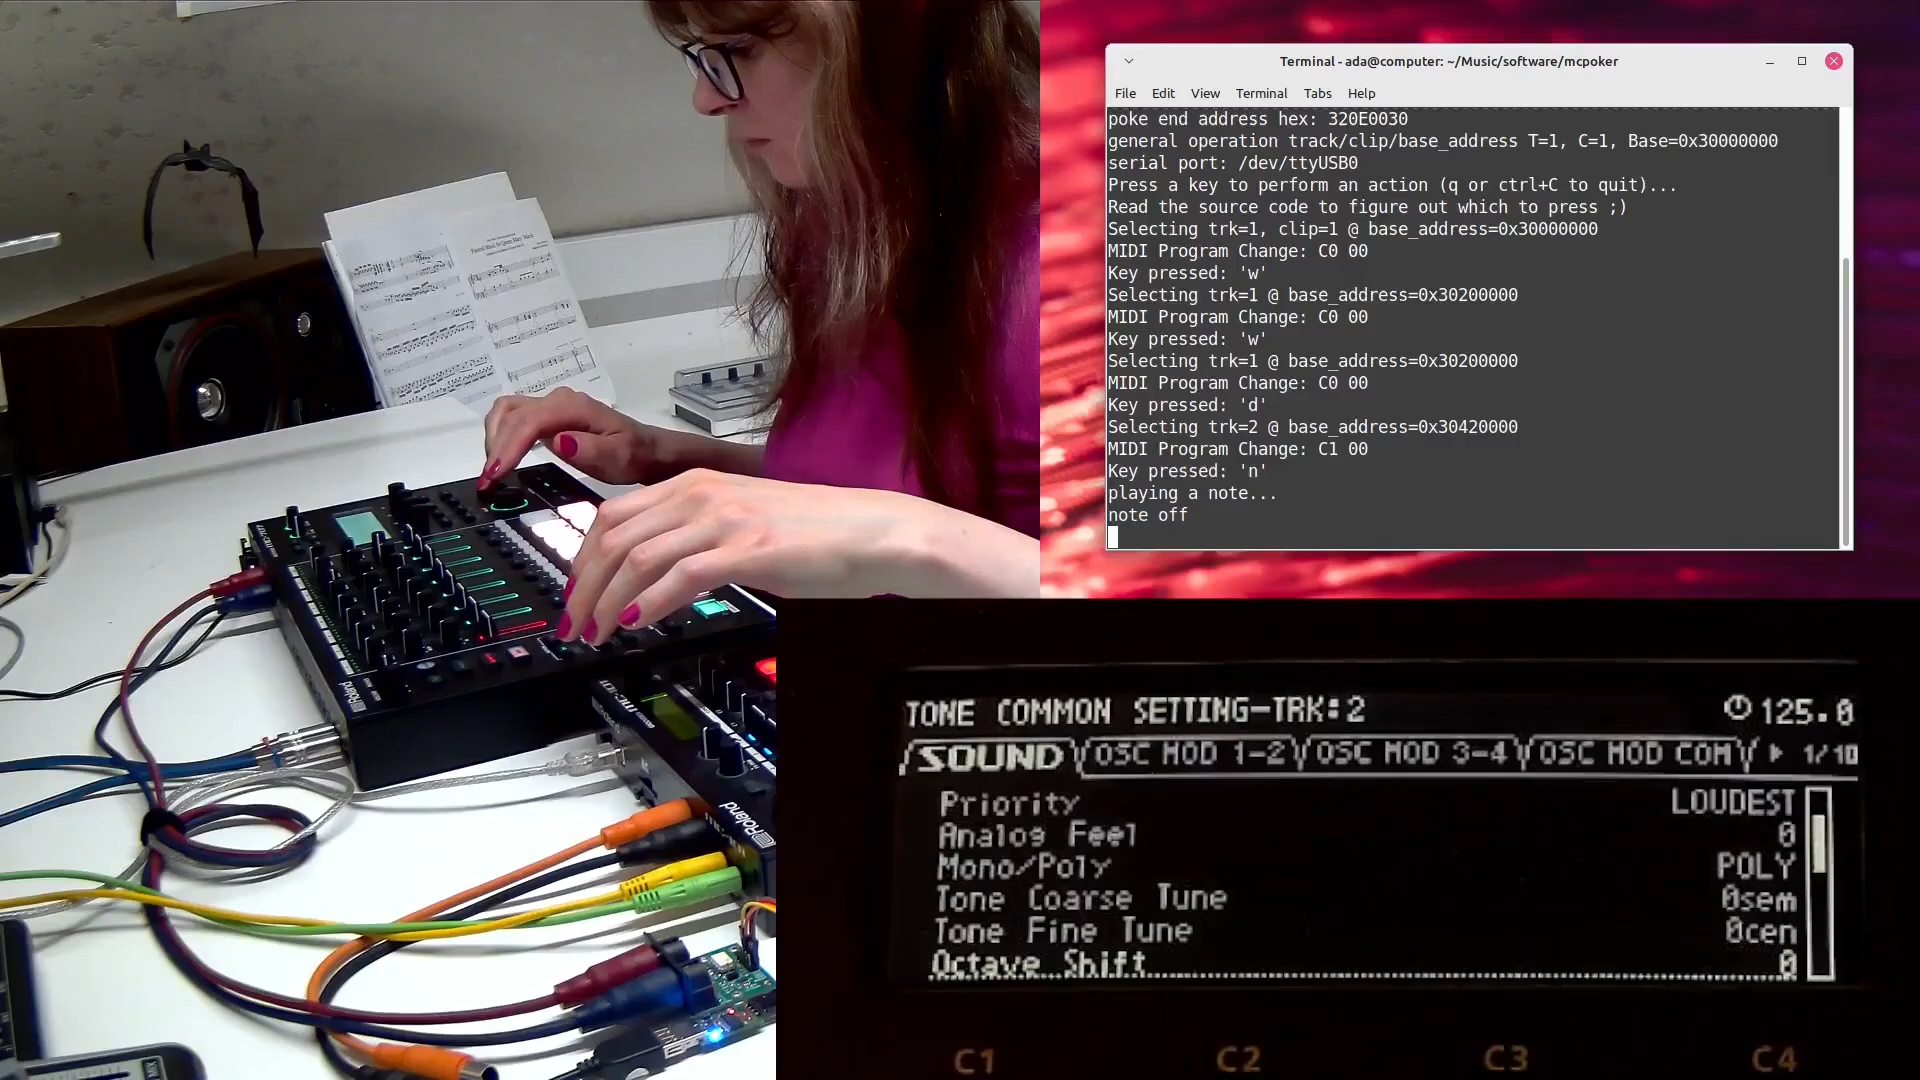 Terminal - ada@computer: ~/Music/software/mcpoker
File Edit View Terminal Tabs Help
poke end address hex: 320E0030
general operation track/clip/base_address T=1, C=1, Base=0x30000000
serial port: /dev/ttyUSB0
Press a key to perform an action (q or ctrl+C to quit)...
Read the source code to figure out which to press ;)
Selecting trk=1, clip=1 @ base_address=0x30000000
MIDI Program Change: C0 00
Key pressed: 'w'
Selecting trk=1 @ base_address=0x30200000
MIDI Program Change: C0 00
Key pressed: 'w'
Selecting trk=1 @ base_address=0x30200000
MIDI Program Change: C0 00
Key pressed: 'd'
Selecting trk=2 @ base_address=0x30420000
MIDI Program Change: C1 00
Key pressed: 'n'
playing a note...
note off
Funeral Music for Queen Mary, March
Roland
Roland
TONE COMMON SETTING-TRK:2 125.0
SOUND OSC MOD 1-2 OSC MOD 3-4 OSC MOD COM 1/10
Priority LOUDEST
Analog Feel 0
Mono/Poly POLY
Tone Coarse Tune 0sem
Tone Fine Tune 0cen
Octave Shift 0
C1 C2 C3 C4